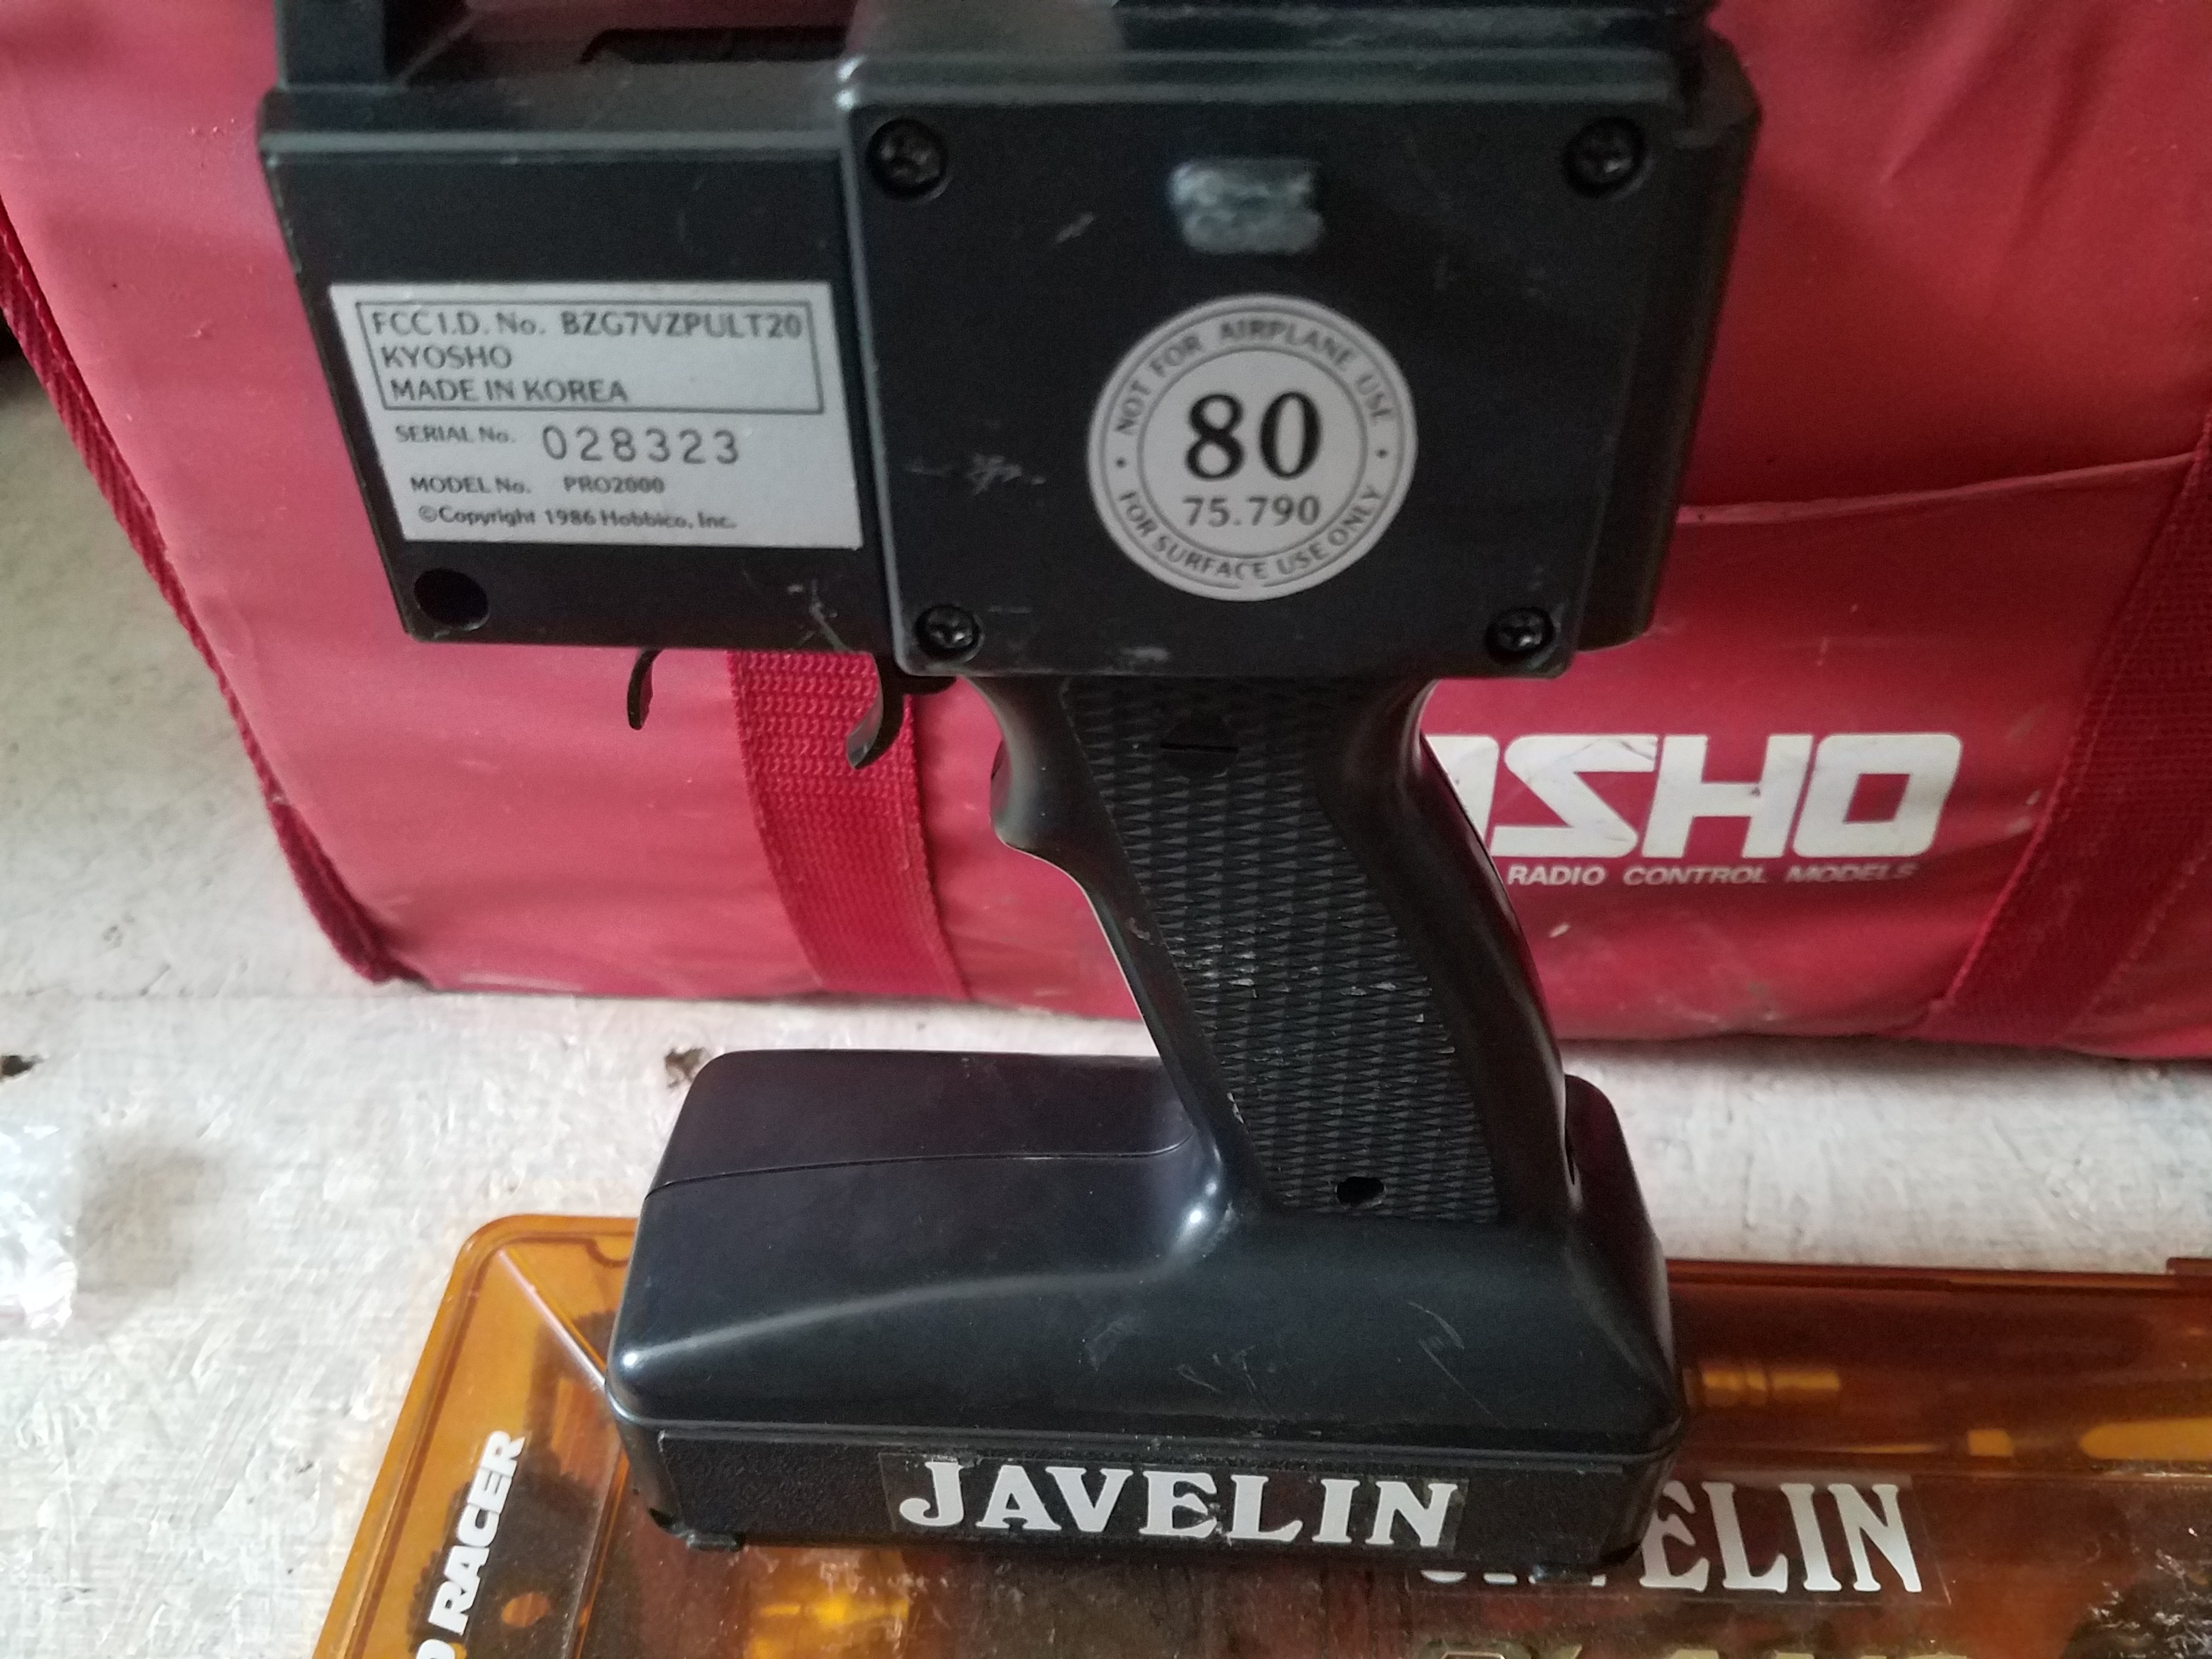 FCC I.D. No. BZG7VZPULT20
KYOSHO
MADE IN KOREA
SERIAL No. 028323
MODEL No. PRO2000
©Copyright 1986 Hobbico, Inc.
• NOT FOR AIRPLANE USE •
80
75.790
FOR SURFACE USE ONLY
OSHO
RADIO CONTROL MODELS
JAVELIN
ELIN
RACER